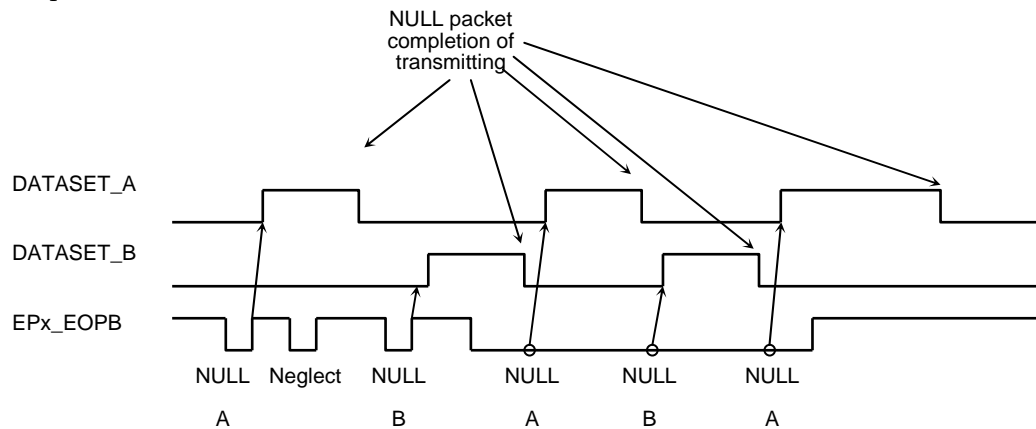 NULL packet
completion of
transmitting
DATASET_A
DATASET_B
EPx_EOPB
NULL Neglect NULL NULL NULL NULL
A B A B A